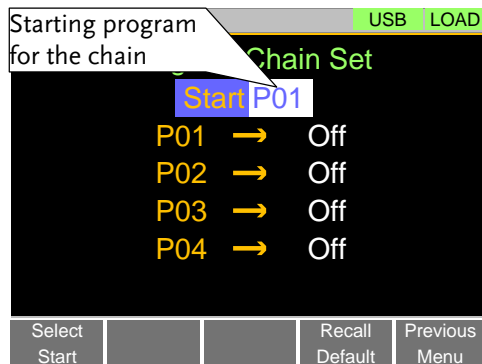 Starting program
for the chain
USB LOAD
Chain Set
Start P01
P01 → Off
P02 → Off
P03 → Off
P04 → Off
Select Start
Recall Default
Previous Menu